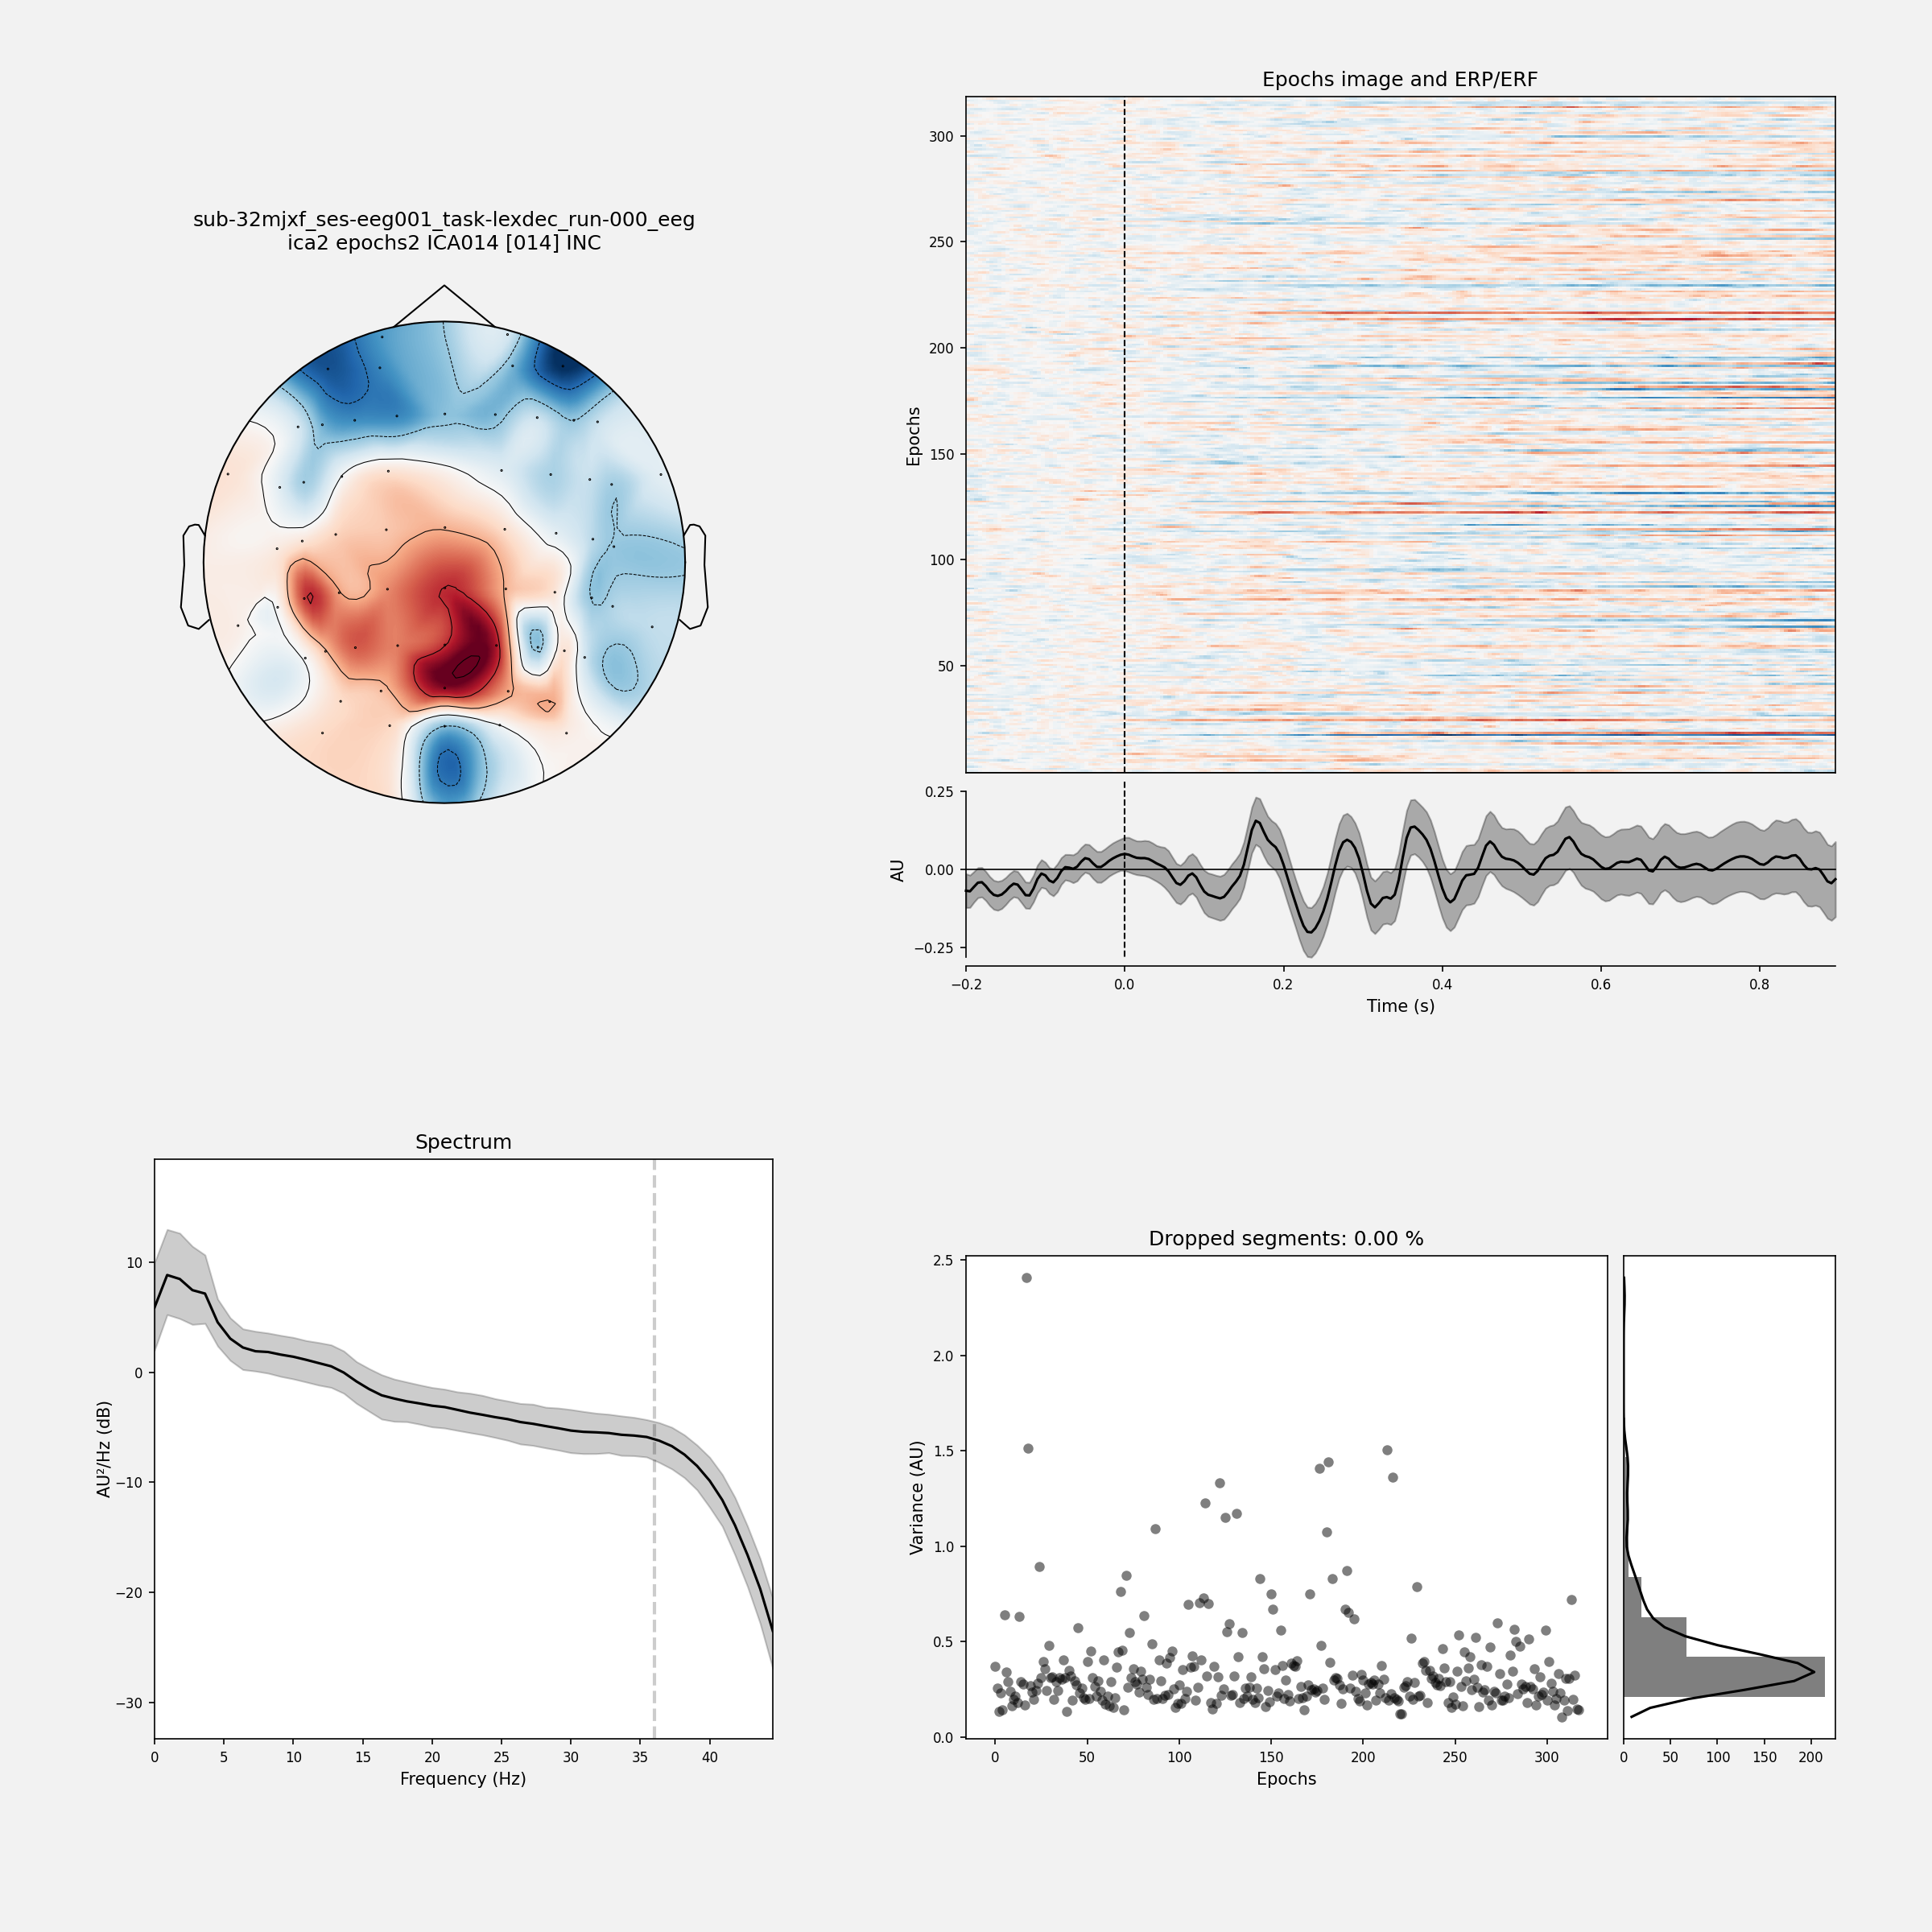 sub-32mjxf_ses-eeg001_task-lexdec_run-000_eeg
ica2 epochs2 ICA014 [014] INC
Epochs image and ERP/ERF
300
250
200
150
100
50
Epochs
0.25
0.00
−0.25
AU
−0.2 0.0 0.2 0.4 0.6 0.8
Time (s)
Spectrum
10
0
−10
−20
−30
AU²/Hz (dB)
0 5 10 15 20 25 30 35 40
Frequency (Hz)
Dropped segments: 0.00 %
2.5
2.0
1.5
1.0
0.5
0.0
Variance (AU)
0 50 100 150 200 250 300
Epochs
0 50 100 150 200